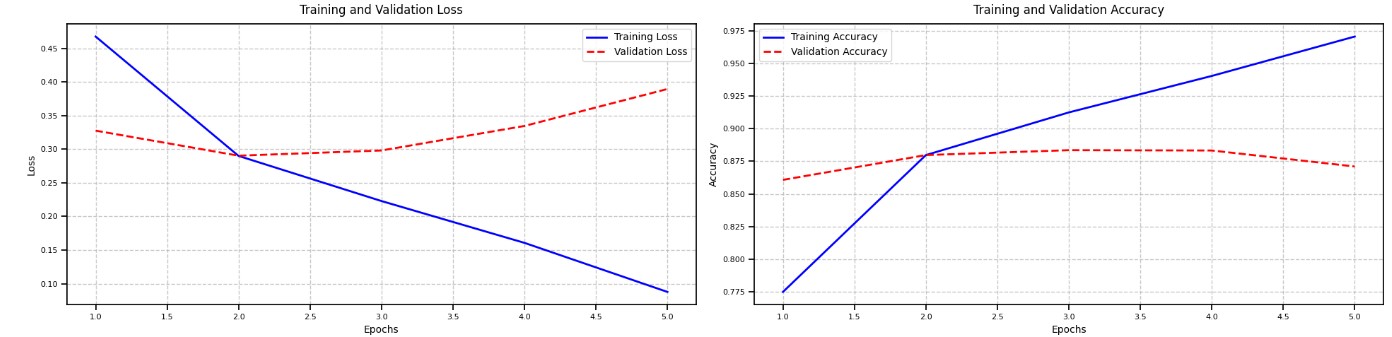 Training and Validation Loss
Training Loss
Validation Loss
0.45
0.40
0.35
0.30
0.25
0.20
0.15
0.10
Loss
1.0 1.5 2.0 2.5 3.0 3.5 4.0 4.5 5.0
Epochs
Training and Validation Accuracy
Training Accuracy
Validation Accuracy
0.975
0.950
0.925
0.900
0.875
0.850
0.825
0.800
0.775
Accuracy
1.0 1.5 2.0 2.5 3.0 3.5 4.0 4.5 5.0
Epochs